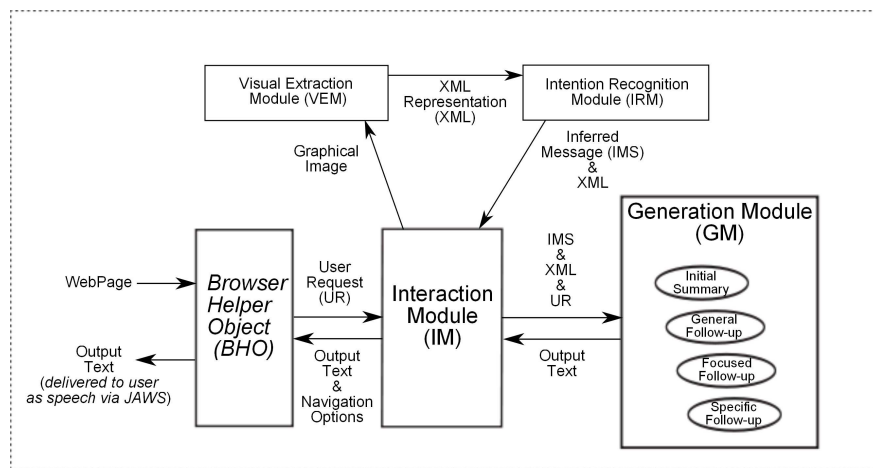 Visual Extraction
Module (VEM)
XML
Representation
(XML)
Intention Recognition
Module (IRM)
Graphical
Image
Inferred
Message (IMS)
&
XML
Generation Module
(GM)
Initial
Summary
General
Follow-up
Focused
Follow-up
Specific
Follow-up
WebPage
Browser
Helper
Object
(BHO)
User
Request
(UR)
Interaction
Module
(IM)
IMS
&
XML
&
UR
Output
Text
(delivered to user
as speech via JAWS)
Output
Text
&
Navigation
Options
Output
Text